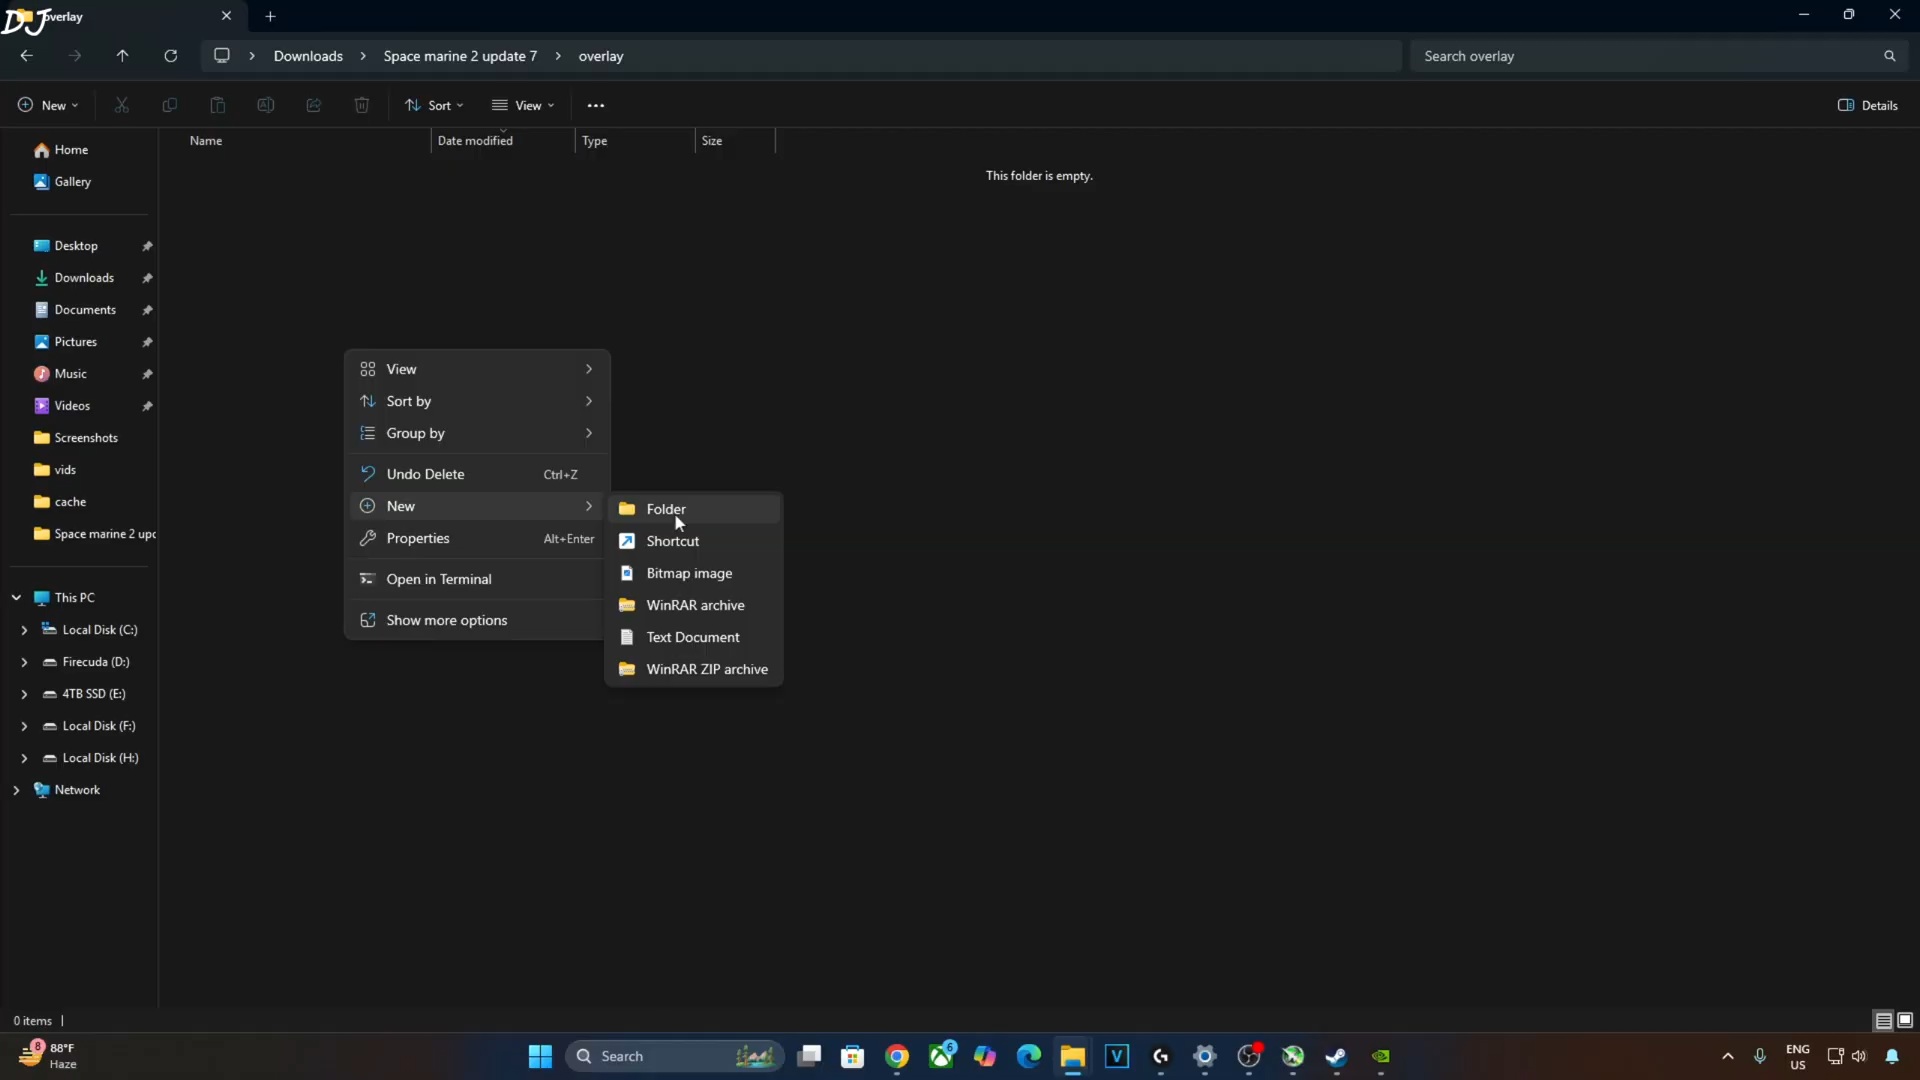 DJ
overlay
Downloads
Space marine 2 update 7
overlay
Search overlay
New
Sort
View
Details
Name
Date modified
Type
Size
This folder is empty.
Home
Gallery
Desktop
Downloads
Documents
Pictures
Music
Videos
Screenshots
vids
cache
Space marine 2 upd
This PC
Local Disk (C:)
Firecuda (D:)
4TB SSD (E:)
Local Disk (F:)
Local Disk (H:)
Network
View
Sort by
Group by
Undo Delete Ctrl+Z
New
Properties Alt+Enter
Open in Terminal
Show more options
Folder
Shortcut
Bitmap image
WinRAR archive
Text Document
WinRAR ZIP archive
0 items
8
88°F
Haze
Search
6
V
ENG
US